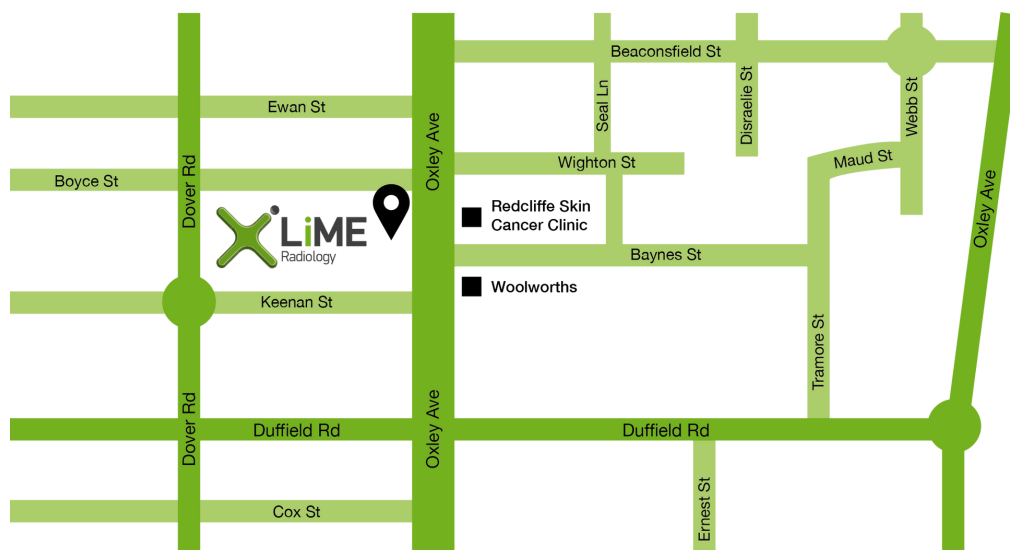 Beaconsfield St
Ewan St
Oxley Ave
Seal Ln
Disraelie St
Webb St
Dover Rd
Boyce St
Wighton St
Maud St
Redcliffe Skin
Cancer Clinic
LiME
Radiology
Oxley Ave
Baynes St
Woolworths
Keenan St
Tramore St
Dover Rd
Duffield Rd
Oxley Ave
Duffield Rd
Ernest St
Cox St